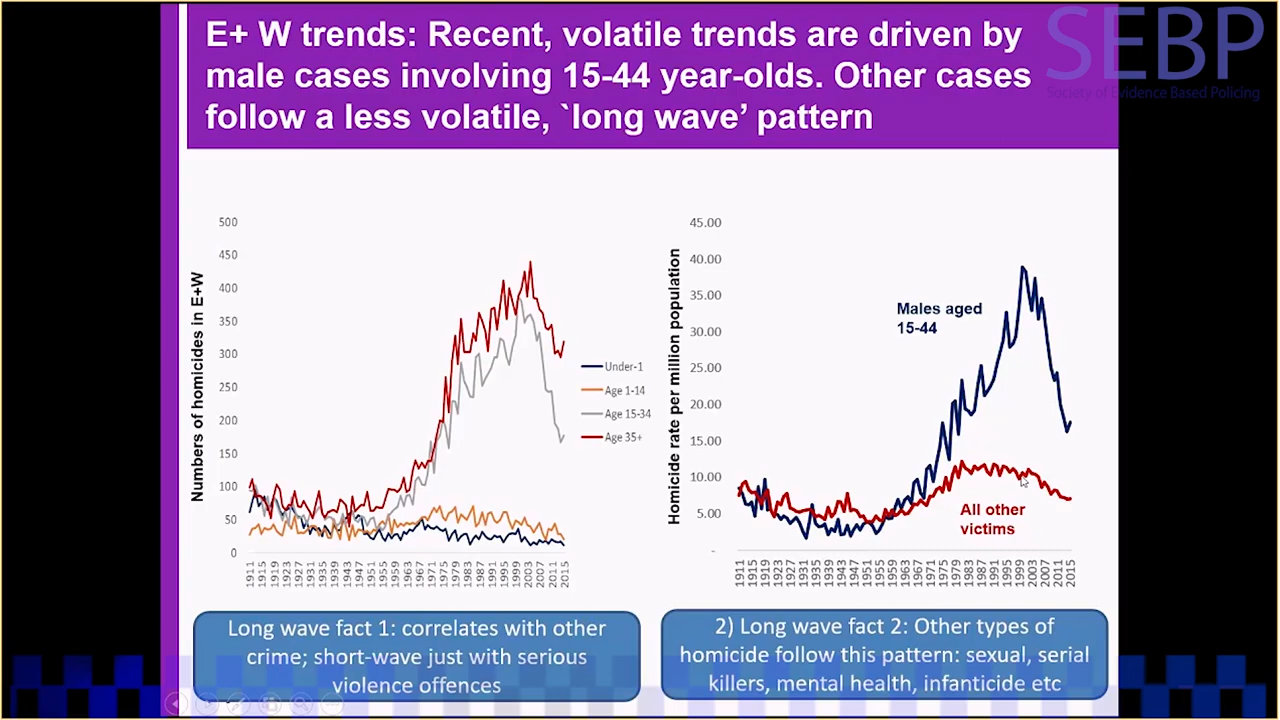 E+ W trends: Recent, volatile trends are driven by
male cases involving 15-44 year-olds. Other cases
follow a less volatile, `long wave’ pattern
SEBP
Society of Evidence Based Policing
Numbers of homicides in E+W
500
450
400
350
300
250
200
150
100
50
0
1911 1915 1919 1923 1927 1931 1935 1939 1943 1947 1951 1955 1959 1963 1967 1971 1975 1979 1983 1987 1991 1995 1999 2003 2007 2011 2015
Under-1
Age 1-14
Age 15-34
Age 35+
Homicide rate per million population
45.00
40.00
35.00
30.00
25.00
20.00
15.00
10.00
5.00
-
1911 1915 1919 1923 1927 1931 1935 1939 1943 1947 1951 1955 1959 1963 1967 1971 1975 1979 1983 1987 1991 1995 1999 2003 2007 2011 2015
Males aged
15-44
All other
victims
Long wave fact 1: correlates with other
crime; short-wave just with serious
violence offences
2) Long wave fact 2: Other types of
homicide follow this pattern: sexual, serial
killers, mental health, infanticide etc